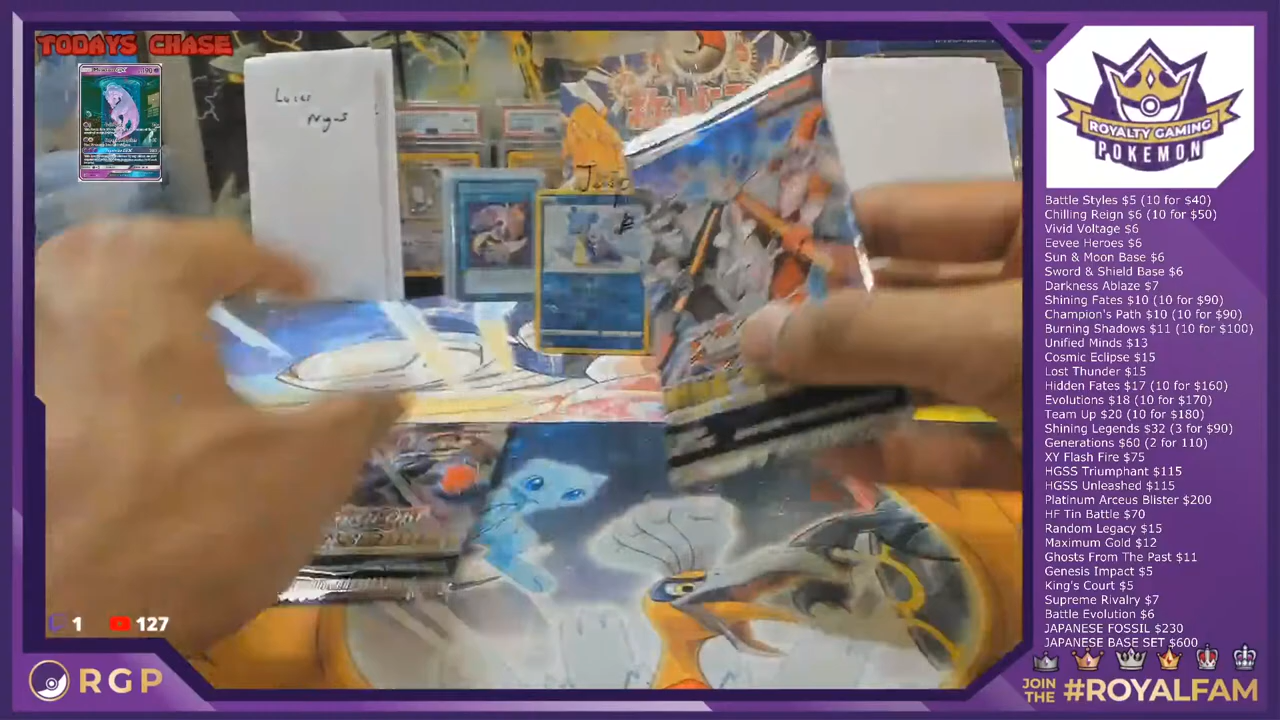 TODAYS CHASE
ROYALTY GAMING
POKEMON
Battle Styles $5 (10 for $40)
Chilling Reign $6 (10 for $50)
Vivid Voltage $6
Eevee Heroes $6
Sun & Moon Base $6
Sword & Shield Base $6
Darkness Ablaze $7
Shining Fates $10 (10 for $90)
Champion's Path $10 (10 for $90)
Burning Shadows $11 (10 for $100)
Unified Minds $13
Cosmic Eclipse $15
Lost Thunder $15
Hidden Fates $17 (10 for $160)
Evolutions $18 (10 for $170)
Team Up $20 (10 for $180)
Shining Legends $32 (3 for $90)
Generations $60 (2 for 110)
XY Flash Fire $75
HGSS Triumphant $115
HGSS Unleashed $115
Platinum Arceus Blister $200
HF Tin Battle $70
Random Legacy $15
Maximum Gold $12
Ghosts From The Past $11
Genesis Impact $5
King's Court $5
Supreme Rivalry $7
Battle Evolution $6
JAPANESE FOSSIL $230
JAPANESE BASE SET $600
1 127
RGP
JOIN THE #ROYALFAM